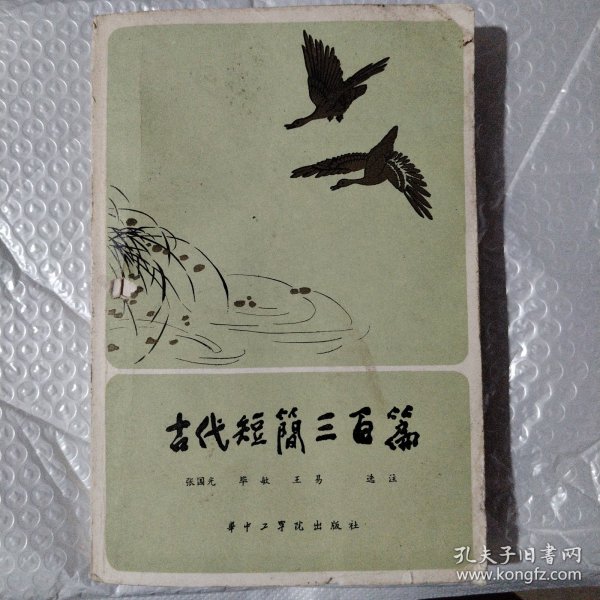 古代短簡三百篇
张国光 毕敏 王易 选注
華中工學院出版社
孔夫子旧书网
www.kongfz.com